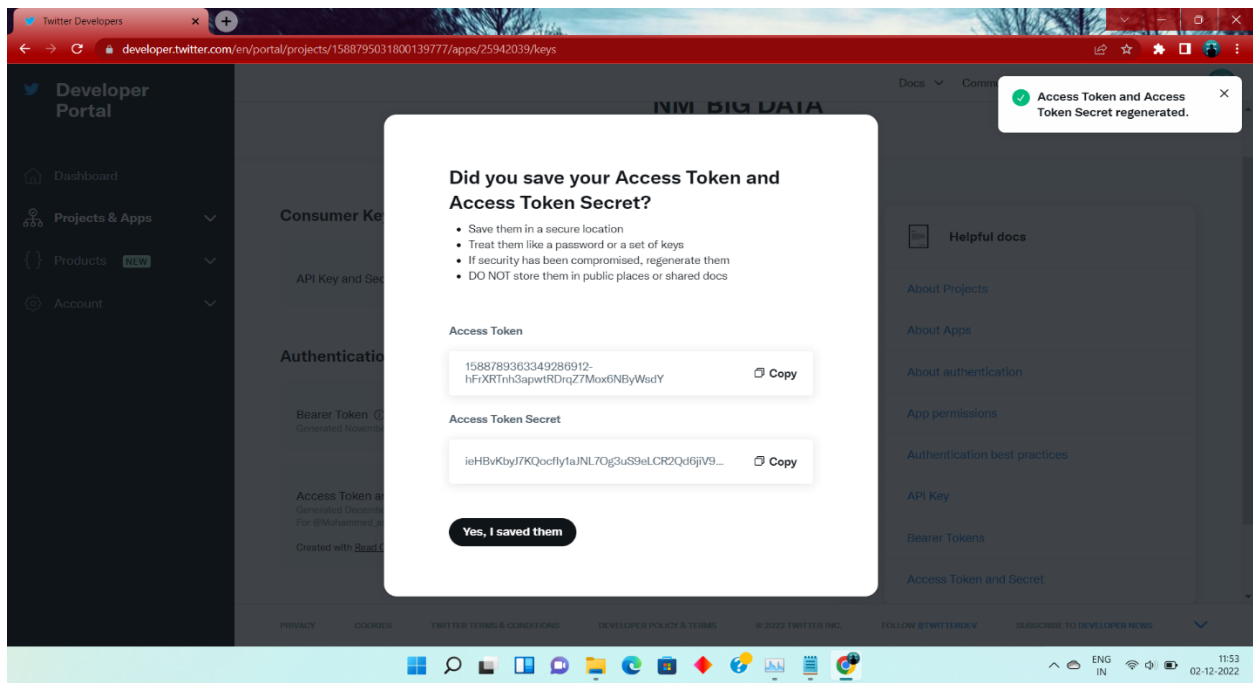 Twitter Developers
developer.twitter.com/en/portal/projects/1588795031800139777/apps/25942039/keys
Developer
Portal
Docs
NM BIG DATA
Access Token and Access
Token Secret regenerated.
Dashboard
Projects & Apps
Products NEW
Account
Consumer Ke
API Key and Sec
Authenticatio
Bearer Token
Access Token a
Created with Read
Did you save your Access Token and
Access Token Secret?
• Save them in a secure location
• Treat them like a password or a set of keys
• If security has been compromised, regenerate them
• DO NOT store them in public places or shared docs
Access Token
1588789363349286912-
hFrXRTnh3apwtRDrqZ7Mox6NByWsdY
Copy
Access Token Secret
ieHBvKbyJ7KQocfIy1aJNL7Og3uS9eLCR2Qd6jiV9...
Copy
Yes, I saved them
Helpful docs
About Projects
About Apps
About authentication
App permissions
Authentication best practices
API Key
Bearer Tokens
Access Token and Secret
PRIVACY COOKIES TWITTER TERMS & CONDITIONS DEVELOPER POLICY & TERMS © 2022 TWITTER INC. FOLLOW @TWITTERDEV SUBSCRIBE TO DEVELOPER NEWS
ENG
IN
11:53
02-12-2022